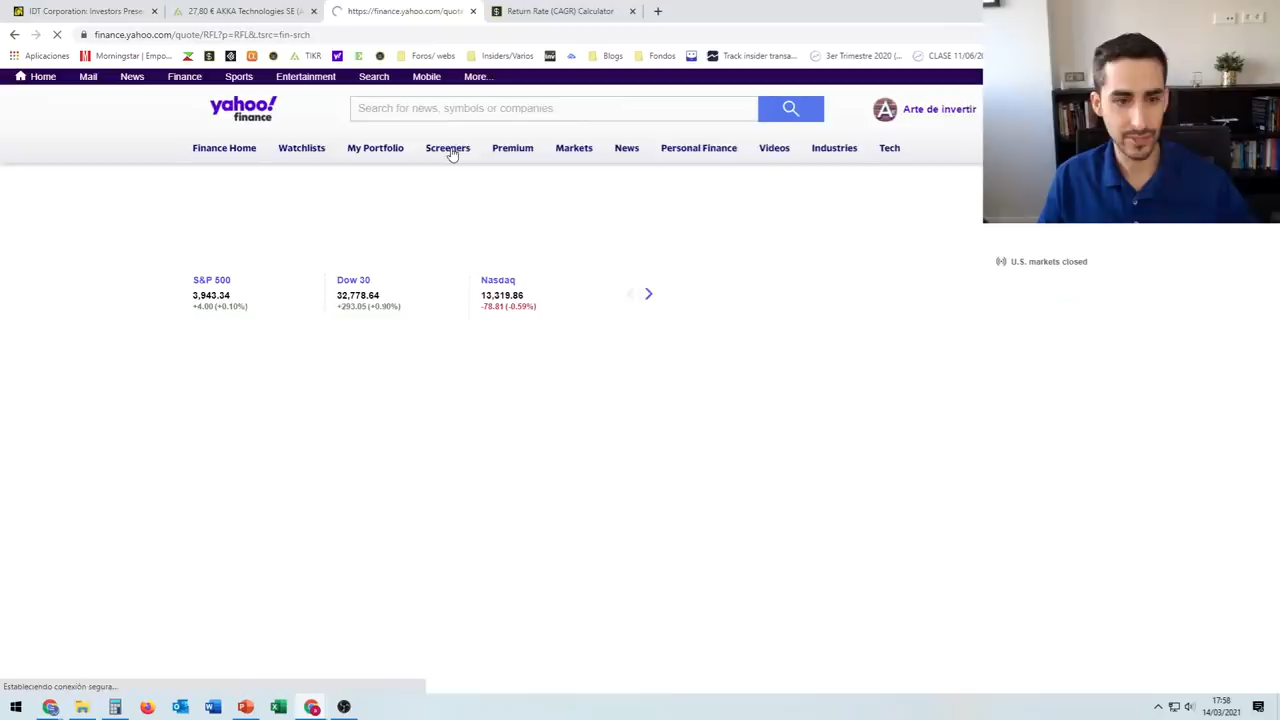 IDT Corporation: Investors Prese
27,80 € AKKA Technologies SE (A
https://finance.yahoo.com/quote/
Return Rate (CAGR) Calculator
finance.yahoo.com/quote/RFL?p=RFL&.tsrc=fin-srch
Aplicaciones
Morningstar | Empo...
TIKR
Foros/ webs
Insiders/Varios
Blogs
Fondos
Track insider transa...
3er Trimestre 2020 (...
CLASE 11/06/20
Home Mail News Finance Sports Entertainment Search Mobile More...
yahoo!
finance
Search for news, symbols or companies
A
Arte de invertir
Finance Home Watchlists My Portfolio Screeners Premium Markets News Personal Finance Videos Industries Tech
U.S. markets closed
S&P 500 Dow 30 Nasdaq
3,943.34 32,778.64 13,319.86
+4.00 (+0.10%) +293.05 (+0.90%) -78.81 (-0.59%)
Estableciendo conexión segura...
17:58
14/03/2021